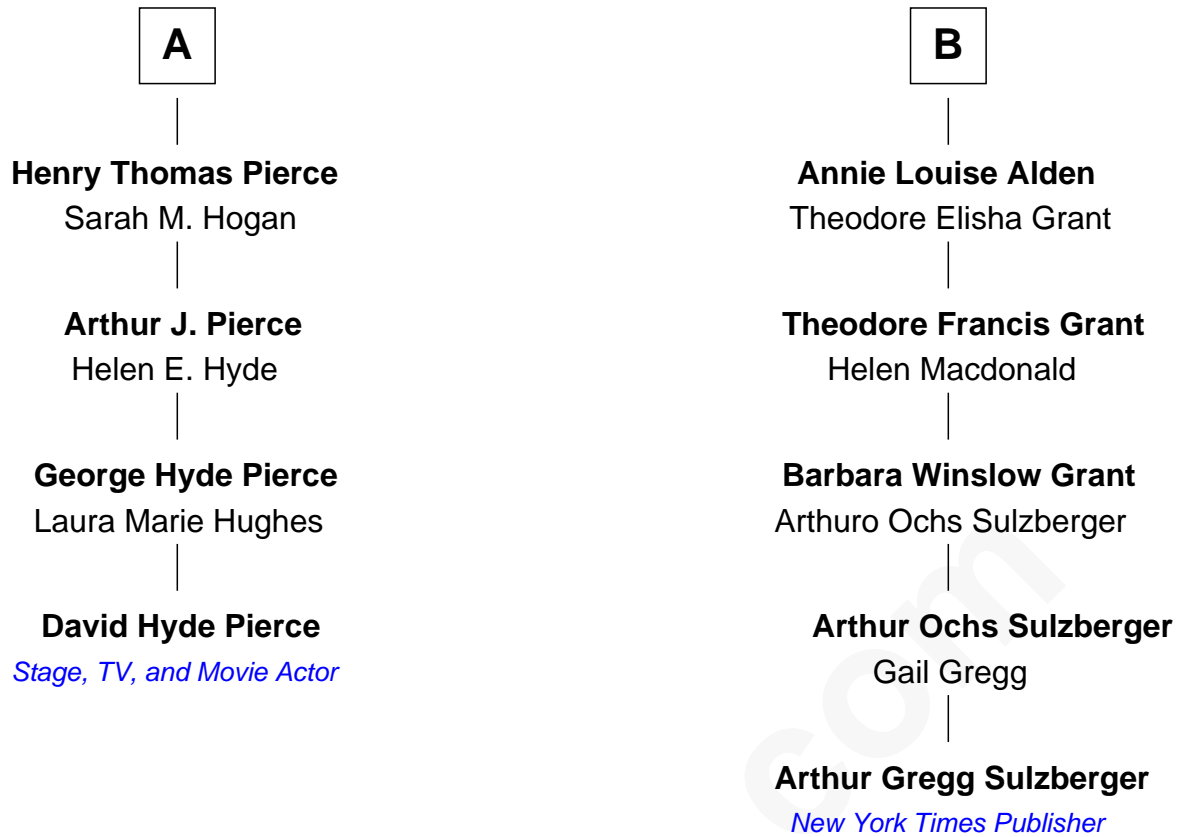 A
Henry Thomas Pierce
Sarah M. Hogan
Arthur J. Pierce
Helen E. Hyde
George Hyde Pierce
Laura Marie Hughes
David Hyde Pierce
Stage, TV, and Movie Actor
B
Annie Louise Alden
Theodore Elisha Grant
Theodore Francis Grant
Helen Macdonald
Barbara Winslow Grant
Arthuro Ochs Sulzberger
Arthur Ochs Sulzberger
Gail Gregg
Arthur Gregg Sulzberger
New York Times Publisher
com